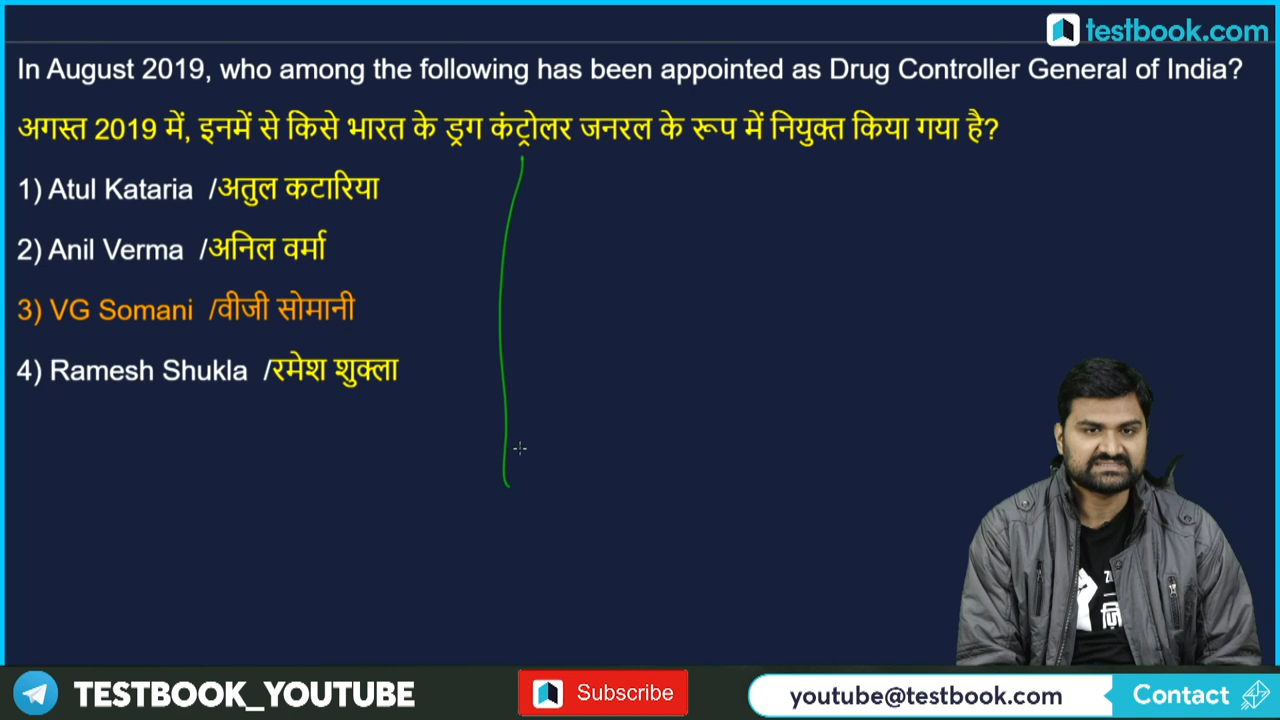 testbook.com
In August 2019, who among the following has been appointed as Drug Controller General of India?
अगस्त 2019 में, इनमें से किसे भारत के ड्रग कंट्रोलर जनरल के रूप में नियुक्त किया गया है?
1) Atul Kataria /अतुल कटारिया
2) Anil Verma /अनिल वर्मा
3) VG Somani /वीजी सोमानी
4) Ramesh Shukla /रमेश शुक्ला
TESTBOOK_YOUTUBE
Subscribe
youtube@testbook.com
Contact